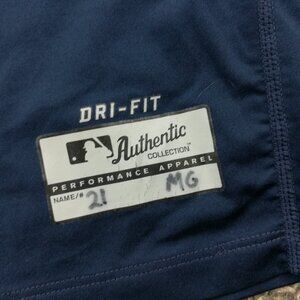 DRI-FIT
Authentic
COLLECTION
PERFORMANCE APPAREL
NAME/# 21 MG